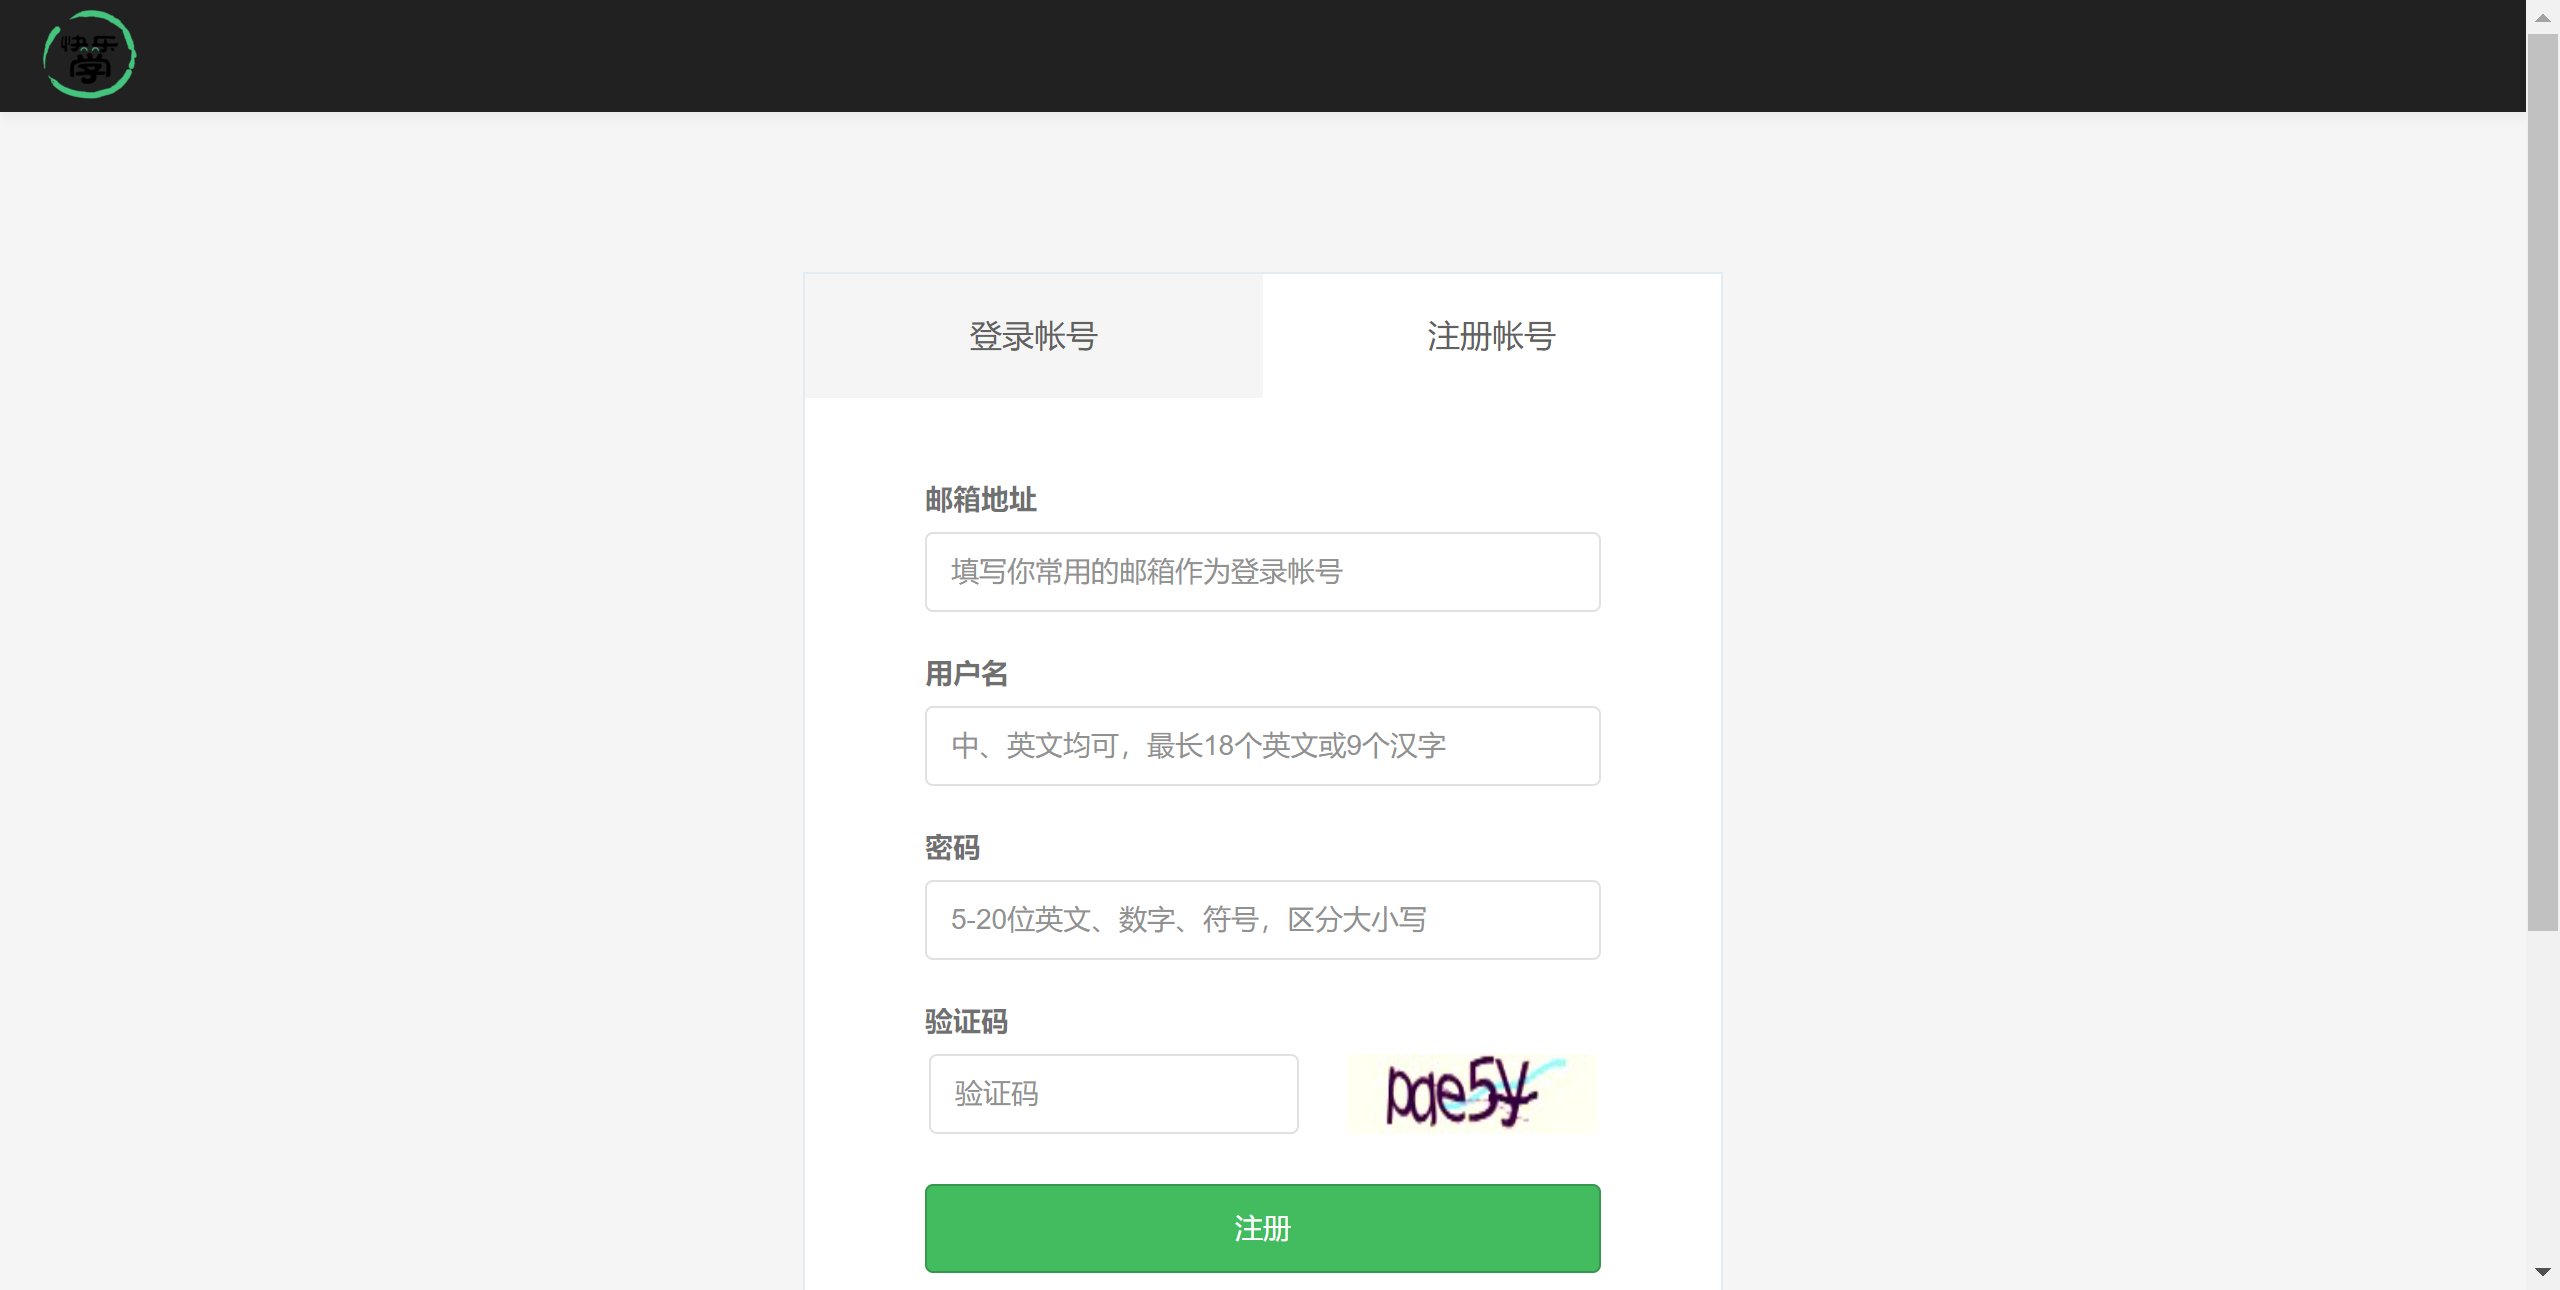 快乐
学
登录帐号
注册帐号
邮箱地址
填写你常用的邮箱作为登录帐号
用户名
中、英文均可，最长18个英文或9个汉字
密码
5-20位英文、数字、符号，区分大小写
验证码
验证码
pae5y
注册